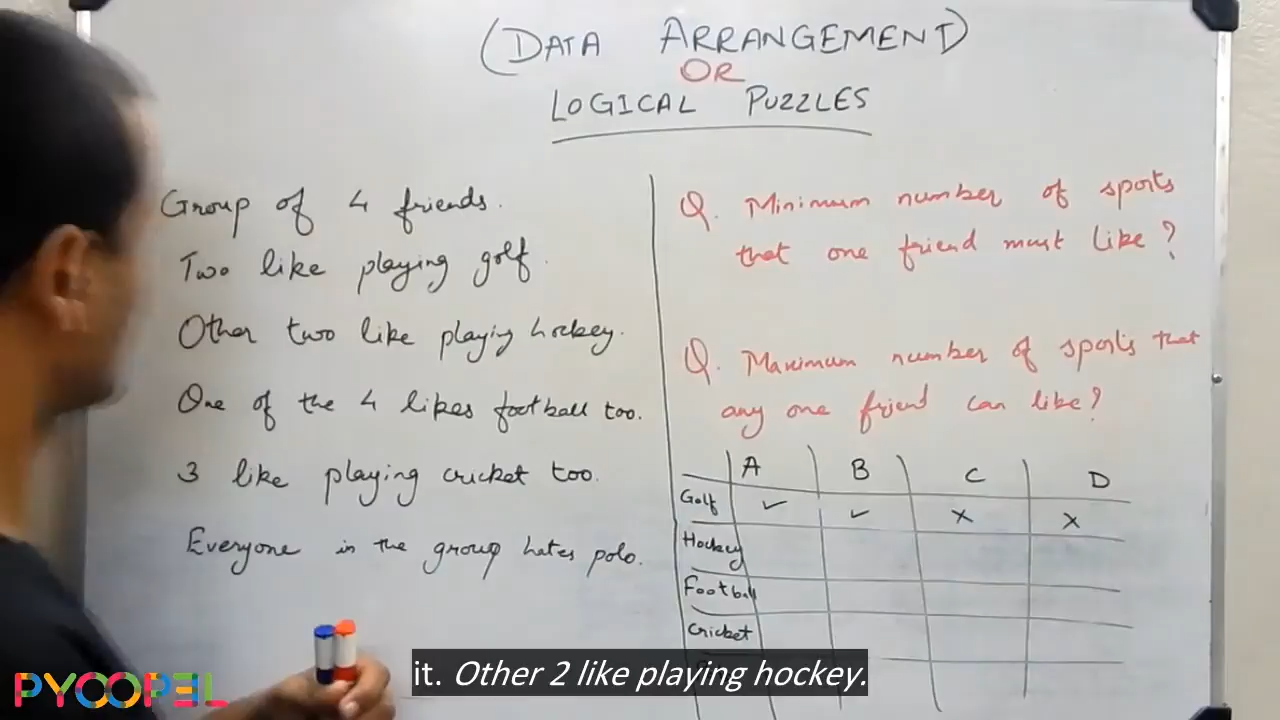 (DATA ARRANGEMENT)
OR
LOGICAL PUZZLES
Group of 4 friends.
Two like playing golf.
Other two like playing hockey.
One of the 4 likes football too.
3 like playing cricket too.
Everyone in the group hates polo.
Q. Minimum number of sports
that one friend must like?
Q. Maximum number of sports that
any one friend can like?
A B C D
Golf ✓ ✓ x x
Hockey
Football
Cricket
it. Other 2 like playing hockey.
PYOOPEL